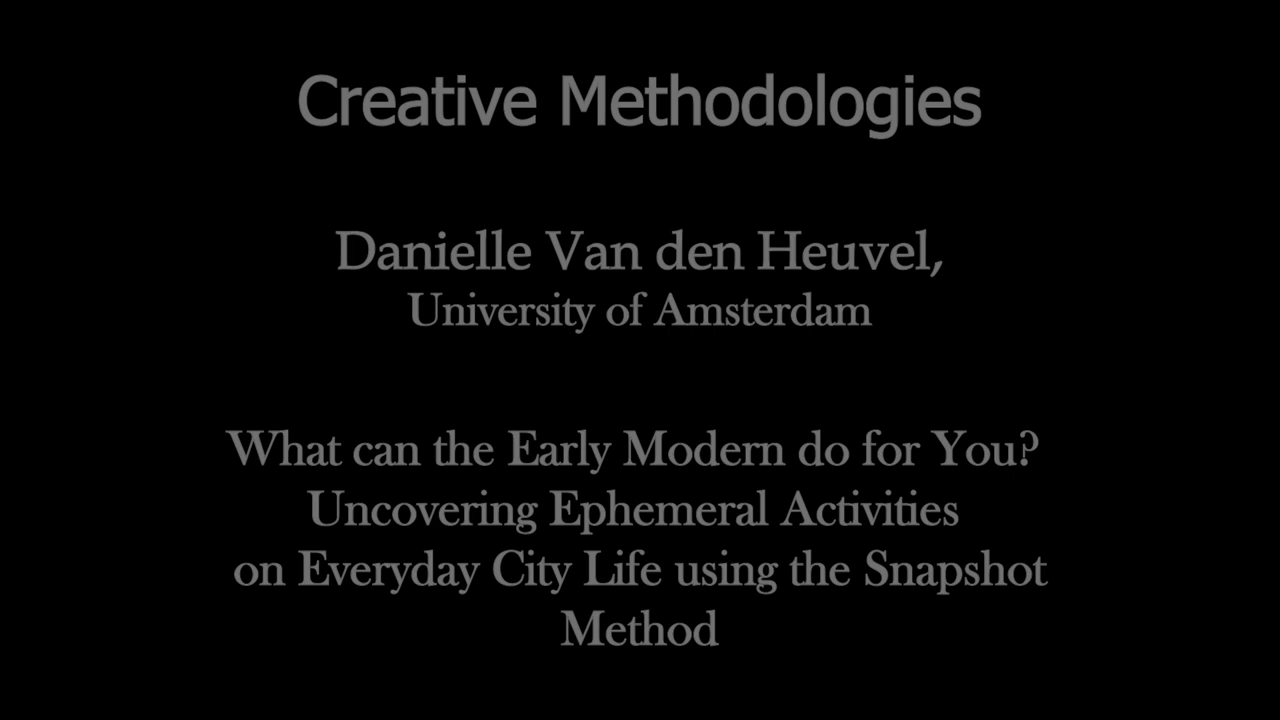 Creative Methodologies
Danielle Van den Heuvel,
University of Amsterdam
What can the Early Modern do for You?
Uncovering Ephemeral Activities
on Everyday City Life using the Snapshot
Method